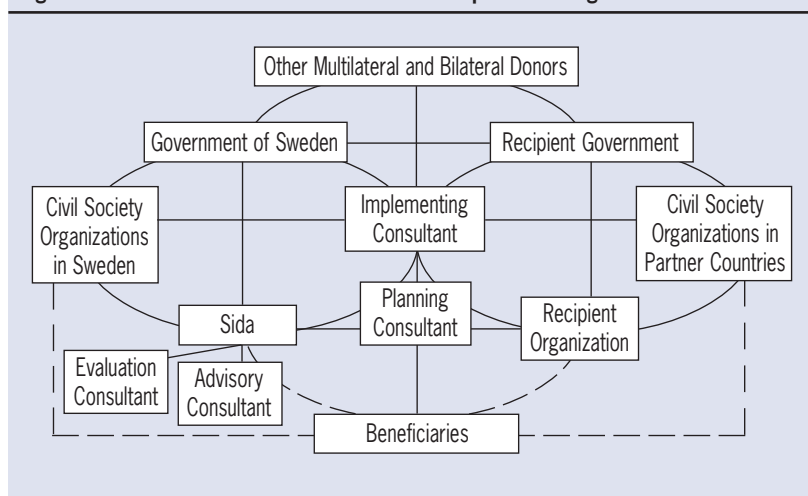 Other Multilateral and Bilateral Donors
Government of Sweden
Recipient Government
Civil Society
Organizations
in Sweden
Implementing
Consultant
Civil Society
Organizations in
Partner Countries
Sida
Planning
Consultant
Recipient
Organization
Evaluation
Consultant
Advisory
Consultant
Beneficiaries